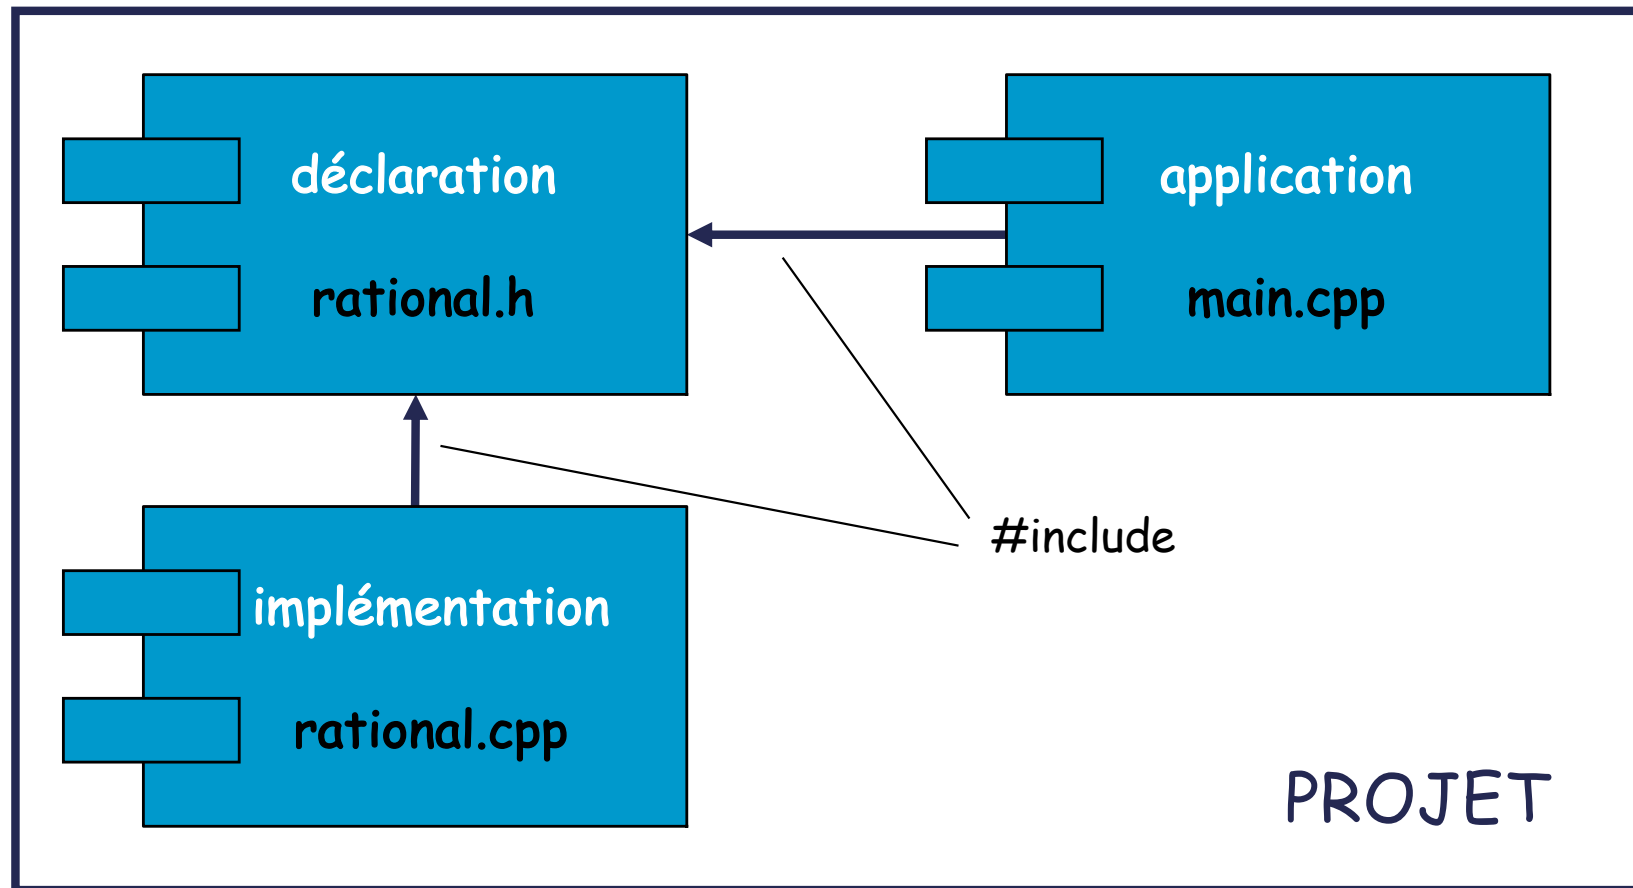 déclaration
rational.h
application
main.cpp
#include
implémentation
rational.cpp
PROJET